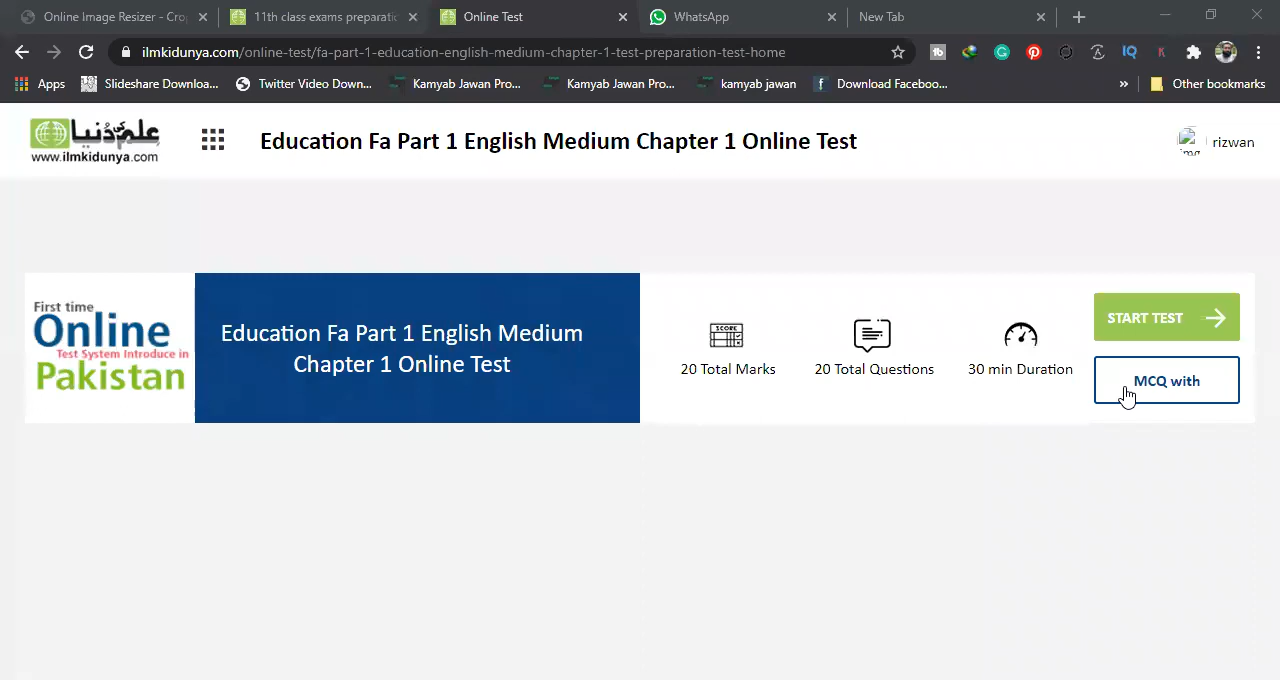 Online Image Resizer - Cro
11th class exams preparati
Online Test
WhatsApp
New Tab
ilmkidunya.com/online-test/fa-part-1-education-english-medium-chapter-1-test-preparation-test-home
Apps
Slideshare Downloa...
Twitter Video Down...
Kamyab Jawan Pro...
Kamyab Jawan Pro...
kamyab jawan
Download Faceboo...
»
Other bookmarks
علم کی دنیا
www.ilmkidunya.com
Education Fa Part 1 English Medium Chapter 1 Online Test
img
rizwan
First time
Online
Test System Introduce in
Pakistan
Education Fa Part 1 English Medium
Chapter 1 Online Test
SCORE
20 Total Marks
20 Total Questions
30 min Duration
START TEST
MCQ with